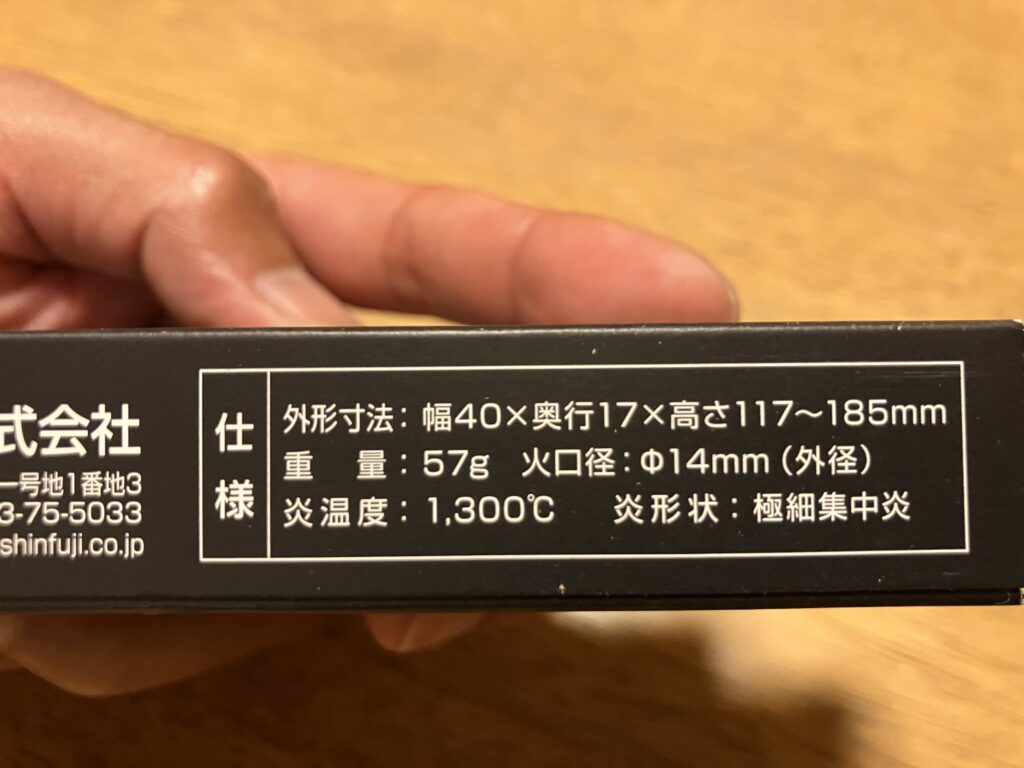 式会社
一号地1番地3
3-75-5033
shinfuji.co.jp
仕様
外形寸法：幅40×奥行17×高さ117〜185mm
重量：57g 火口径：Φ14mm（外径）
炎温度：1,300℃ 炎形状：極細集中炎